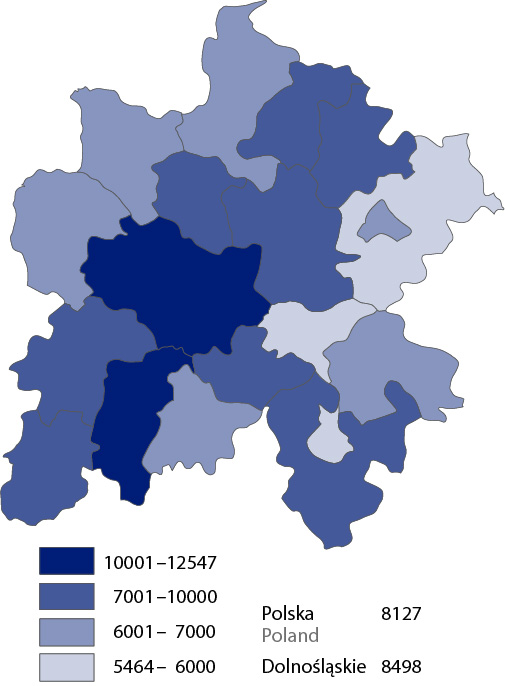 10001–12547
7001–10000
6001– 7000
5464– 6000
Polska 8127
Poland
Dolnośląskie 8498